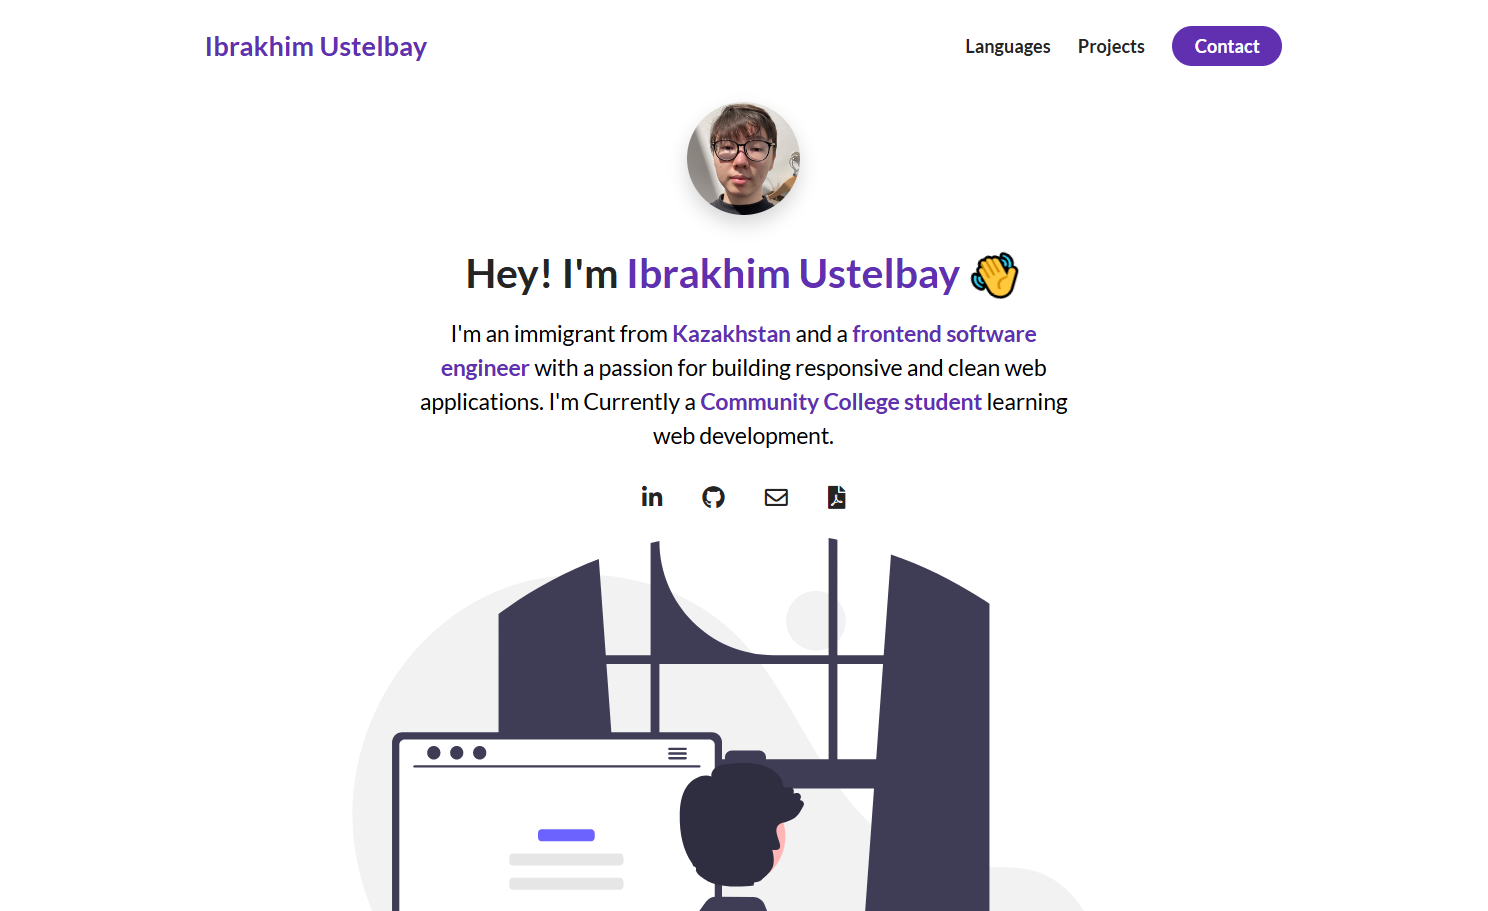 Ibrakhim Ustelbay
Languages
Projects
Contact
Hey! I'm Ibrakhim Ustelbay 👋
I'm an immigrant from Kazakhstan and a frontend software
engineer with a passion for building responsive and clean web
applications. I'm Currently a Community College student learning
web development.
in